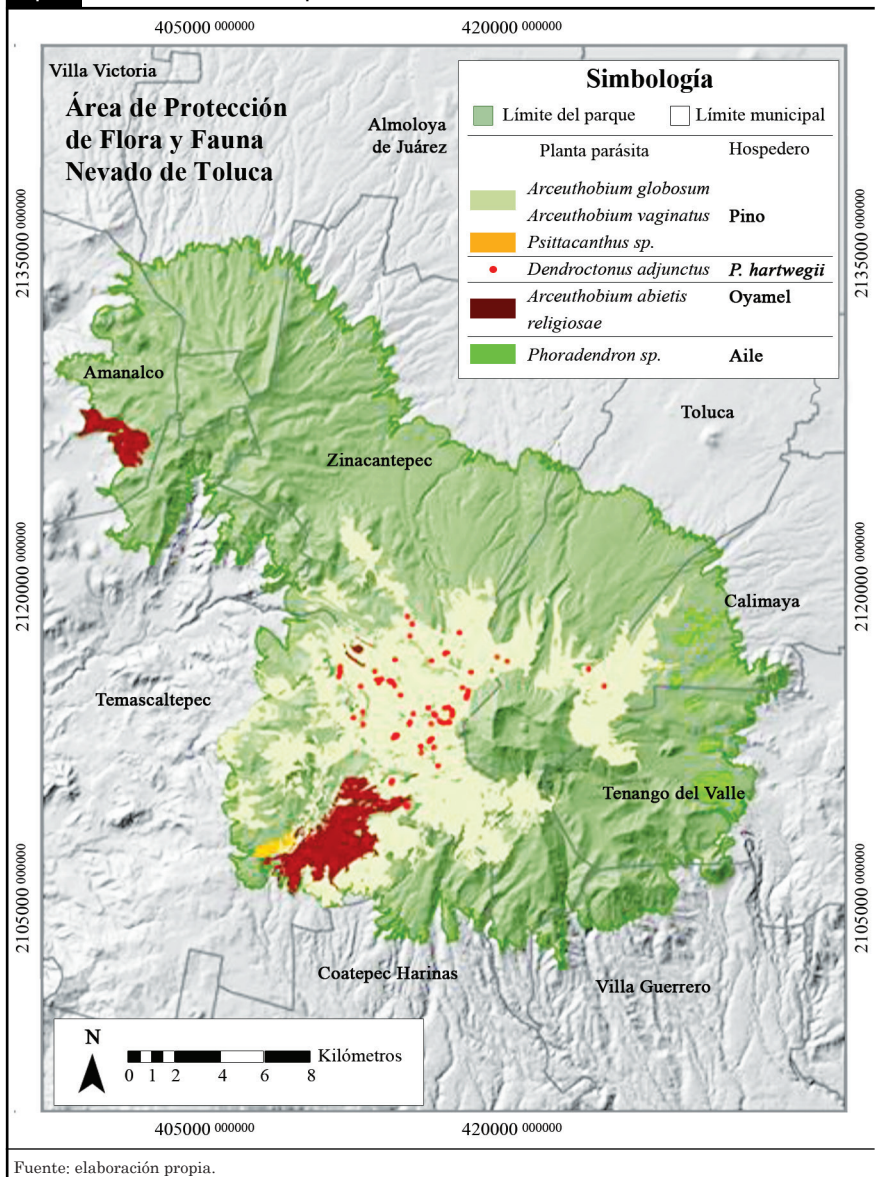 405000 000000 420000 000000
Villa Victoria
Área de Protección
de Flora y Fauna
Nevado de Toluca
Almoloya
de Juárez
Simbología
Límite del parque Límite municipal
Planta parásita Hospedero
Arceuthobium globosum
Arceuthobium vaginatus Pino
Psittacanthus sp.
Dendroctonus adjunctus P. hartwegii
Arceuthobium abietis Oyamel
religiosae
Phoradendron sp. Aile
2135000 000000 2135000 000000
Amanalco
Toluca
Zinacantepec
2120000 000000 2120000 000000
Calimaya
Temascaltepec
Tenango del Valle
2105000 000000 2105000 000000
Coatepec Harinas
Villa Guerrero
N
Kilómetros
0 1 2 4 6 8
405000 000000 420000 000000
Fuente: elaboración propia.